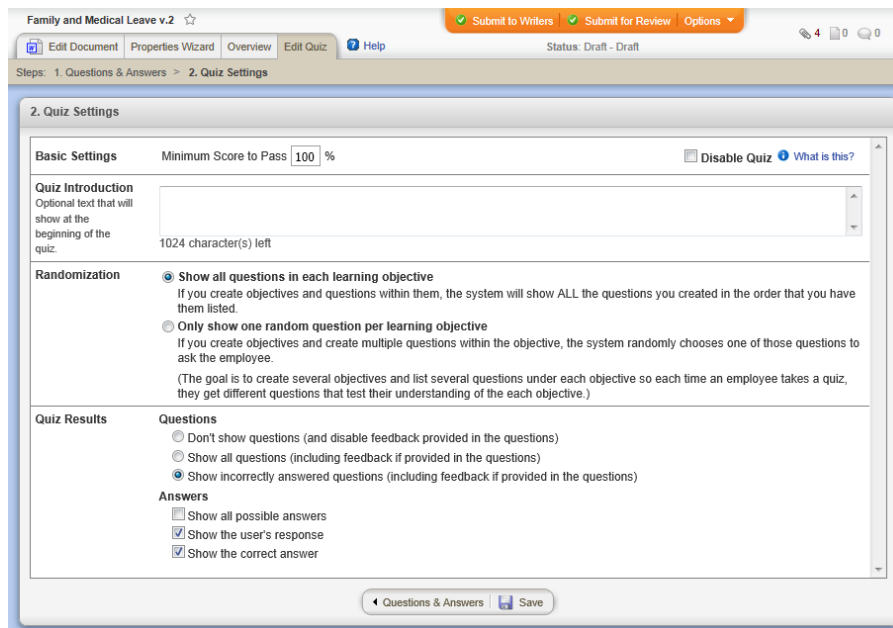 Family and Medical Leave v.2
Submit to Writers Submit for Review Options
4 0 0
Edit Document Properties Wizard Overview Edit Quiz Help
Status: Draft - Draft
Steps: 1. Questions & Answers > 2. Quiz Settings
2. Quiz Settings
Basic Settings Minimum Score to Pass 100 % Disable Quiz What is this?
Quiz Introduction
Optional text that will
show at the
beginning of the
quiz.
1024 character(s) left
Randomization
Show all questions in each learning objective
If you create objectives and questions within them, the system will show ALL the questions you created in the order that you have
them listed.
Only show one random question per learning objective
If you create objectives and create multiple questions within the objective, the system randomly chooses one of those questions to
ask the employee.
(The goal is to create several objectives and list several questions under each objective so each time an employee takes a quiz,
they get different questions that test their understanding of the each objective.)
Quiz Results
Questions
Don't show questions (and disable feedback provided in the questions)
Show all questions (including feedback if provided in the questions)
Show incorrectly answered questions (including feedback if provided in the questions)
Answers
Show all possible answers
Show the user's response
Show the correct answer
Questions & Answers Save